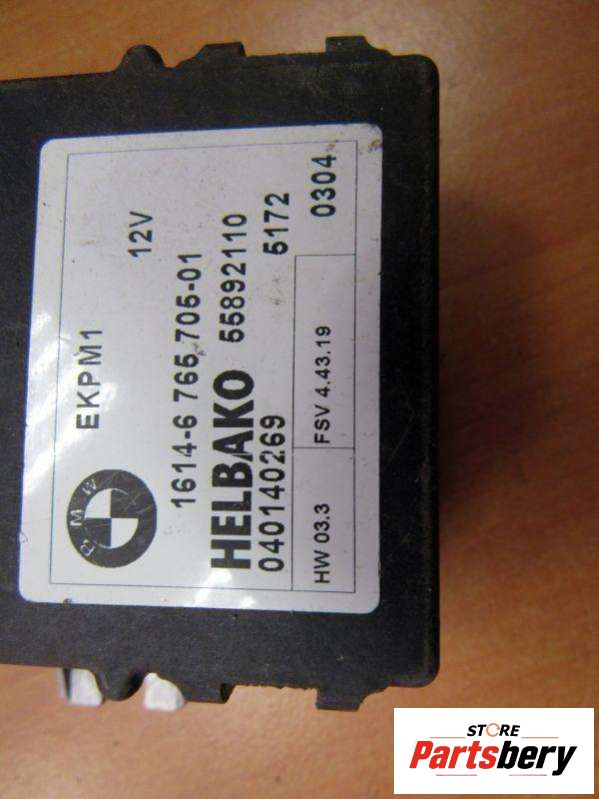 BMW
EKPM1 12V
1614-6 765 705-01
HELBAKO 55892110
040140269 5172
HW 03.3 FSV 4.43.19 0304
STORE
Partsbery